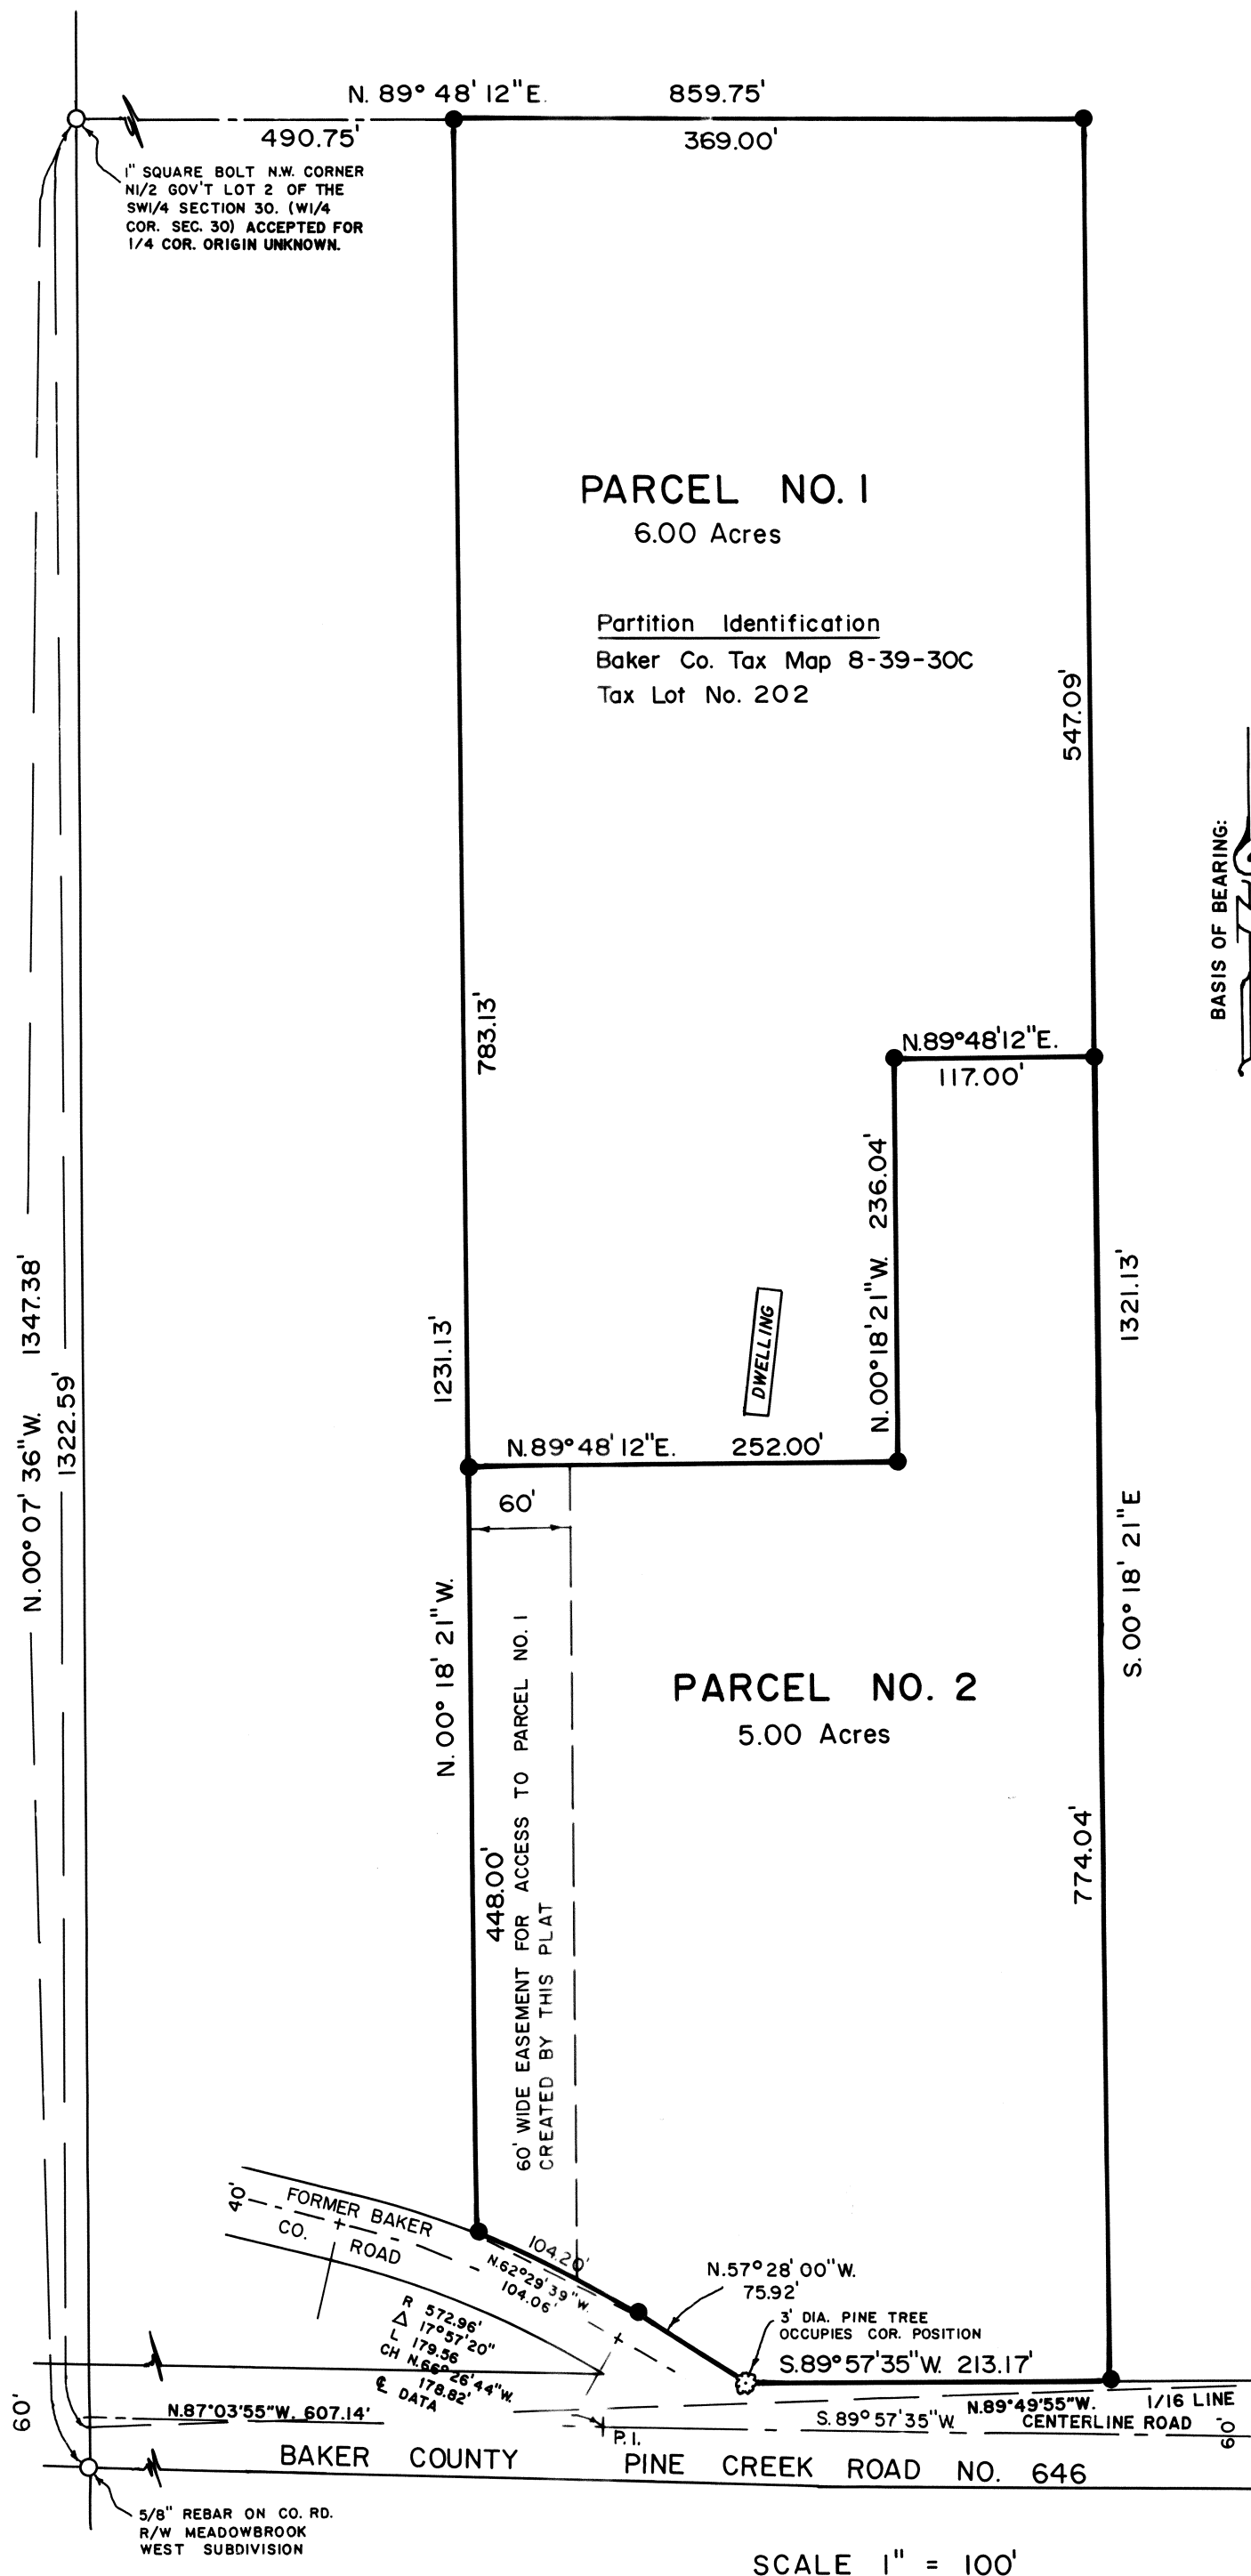 N. 89° 48' 12"E. 859.75'
490.75'
369.00'
1" SQUARE BOLT N.W. CORNER
N1/2 GOV'T LOT 2 OF THE
SW1/4 SECTION 30. (W1/4
COR. SEC. 30) ACCEPTED FOR
1/4 COR. ORIGIN UNKNOWN.
PARCEL NO. 1
6.00 Acres
Partition Identification
Baker Co. Tax Map 8-39-30C
Tax Lot No. 202
547.09'
BASIS OF BEARING:
783.13'
N.89°48'12"E.
117.00'
N.00°18'21"W. 236.04'
DWELLING
1231.13'
1321.13'
N.00° 07' 36"W. 1347.38'
1322.59'
N.89°48'12"E. 252.00'
60'
N.00° 18' 21"W.
S.00° 18' 21"E
448.00'
60' WIDE EASEMENT FOR ACCESS TO PARCEL NO. 1
CREATED BY THIS PLAT
PARCEL NO. 2
5.00 Acres
774.04'
40'
FORMER BAKER
CO. ROAD
104.20'
N.62°29'39"W.
104.06'
N.57°28'00"W.
75.92'
3' DIA. PINE TREE
OCCUPIES COR. POSITION
R 572.96'
Δ 17°57'20"
L 179.56
CH N.66°26'44"W.
178.82'
℄ DATA
S.89°57'35"W. 213.17'
N.89°49'55"W. 1/16 LINE
S.89°57'35"W. CENTERLINE ROAD
60'
60'
N.87°03'55"W. 607.14'
P.I.
BAKER COUNTY PINE CREEK ROAD NO. 646
5/8" REBAR ON CO. RD.
R/W MEADOWBROOK
WEST SUBDIVISION
SCALE 1" = 100'